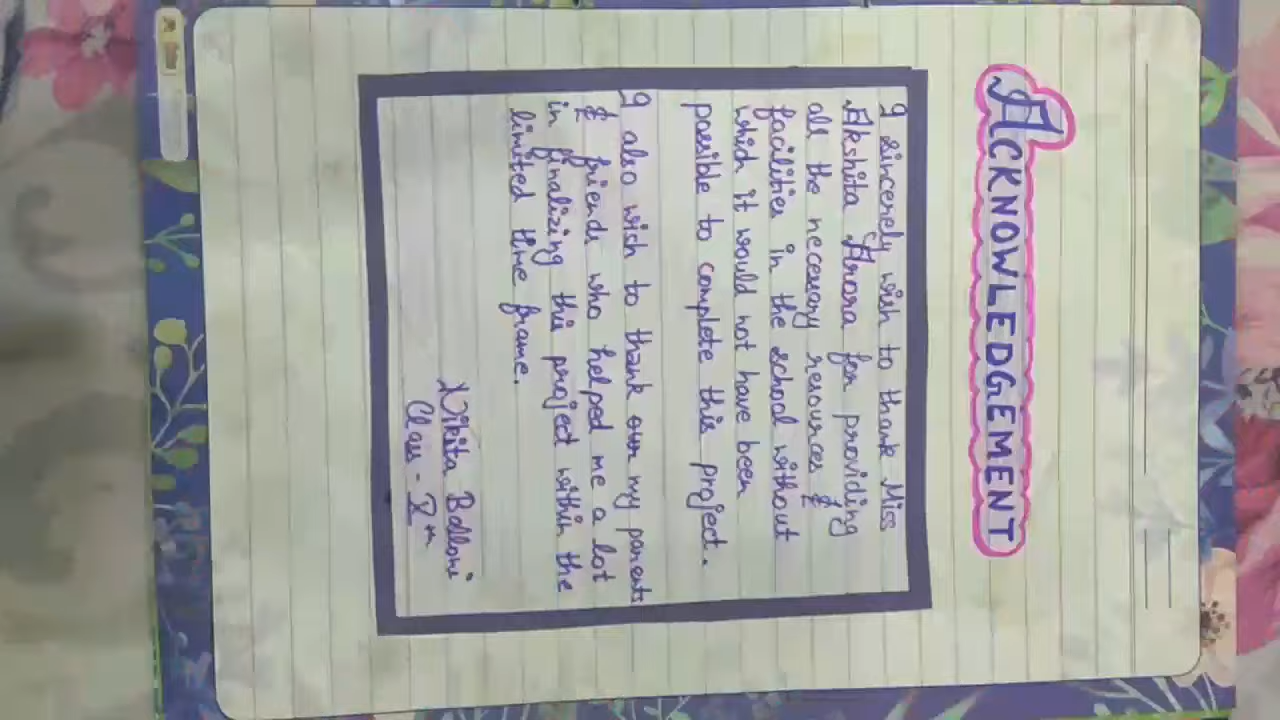 ACKNOWLEDGEMENT
I sincerely wish to thank Miss
Akshita Arora for providing
all the necessary resources &
facilities in the school without
which it would not have been
possible to complete this project.
I also wish to thank our my parents
& friends who helped me a lot
in finalizing this project within the
limited time frame.
Nikita
Class - Xth